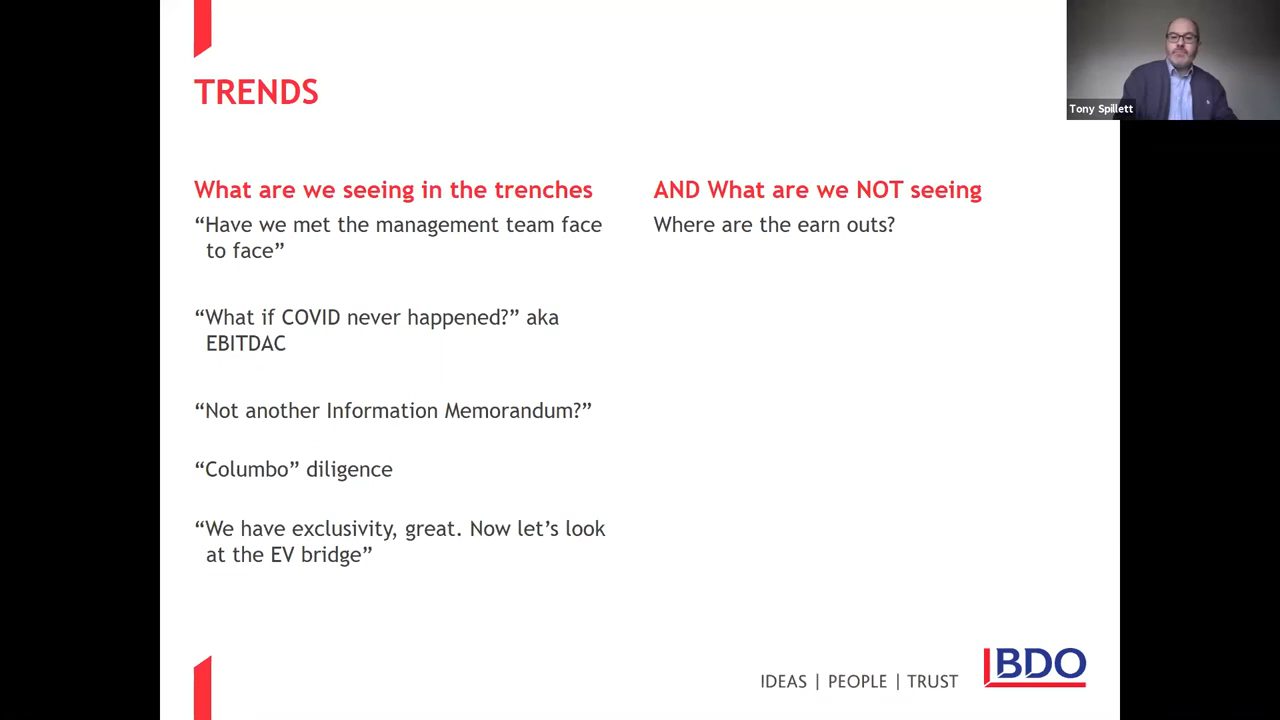 TRENDS
Tony Spillett
What are we seeing in the trenches
“Have we met the management team face
to face”
“What if COVID never happened?” aka
EBITDAC
“Not another Information Memorandum?”
“Columbo” diligence
“We have exclusivity, great. Now let’s look
at the EV bridge”
AND What are we NOT seeing
Where are the earn outs?
IDEAS | PEOPLE | TRUST
BDO